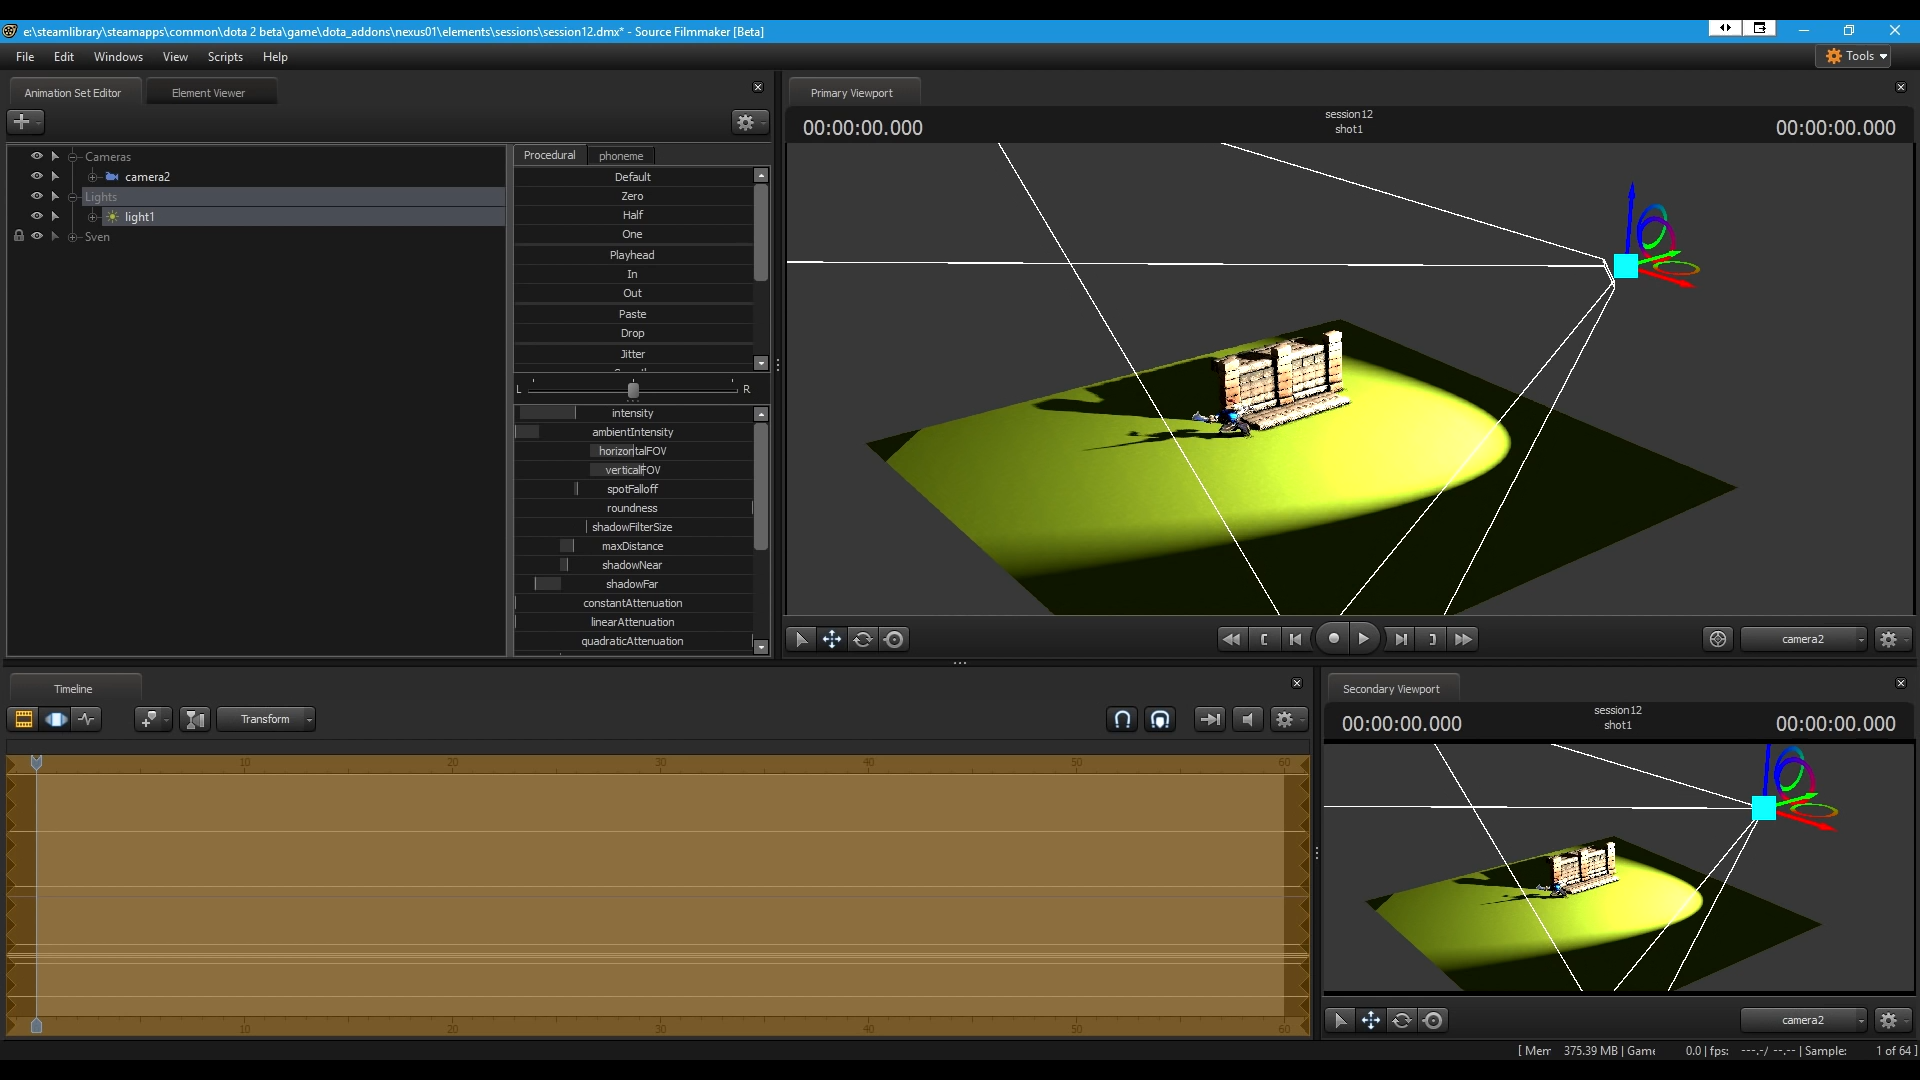 e:\steamlibrary\steamapps\common\dota 2 beta\game\dota_addons\nexus01\elements\sessions\session12.dmx* - Source Filmmaker [Beta]
File Edit Windows View Scripts Help
Tools
Animation Set Editor
Element Viewer
Cameras
camera2
Lights
light1
Sven
Procedural
phoneme
Default
Zero
Half
One
Playhead
In
Out
Paste
Drop
Jitter
L
R
intensity
ambientIntensity
horizontalFOV
verticalFOV
spotFalloff
roundness
shadowFilterSize
maxDistance
shadowNear
shadowFar
constantAttenuation
linearAttenuation
quadraticAttenuation
Primary Viewport
00:00:00.000
session12
shot1
00:00:00.000
camera2
Timeline
Transform
10 20 30 40 50 60
10 20 30 40 50 60
Secondary Viewport
00:00:00.000
session12
shot1
00:00:00.000
camera2
[ Mem 375.39 MB | Game 0.0 | fps: ---.-/ --.-- | Sample: 1 of 64 ]